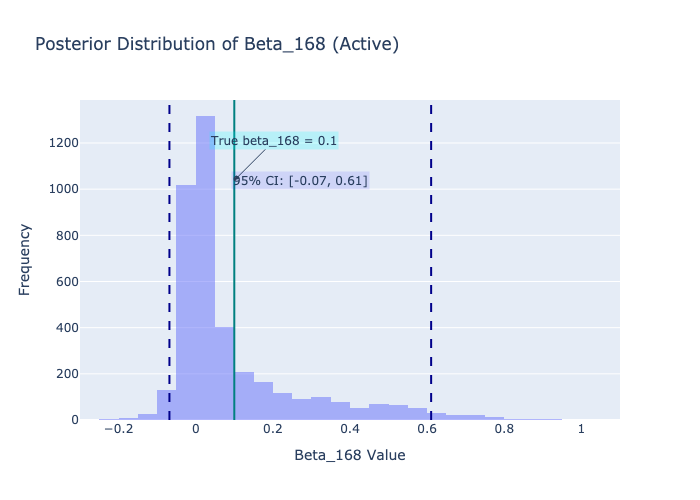 Posterior Distribution of Beta_168 (Active)
True beta_168 = 0.1
95% CI: [-0.07, 0.61]
Frequency
1200
1000
800
600
400
200
0
−0.2
0
0.2
0.4
0.6
0.8
1
Beta_168 Value